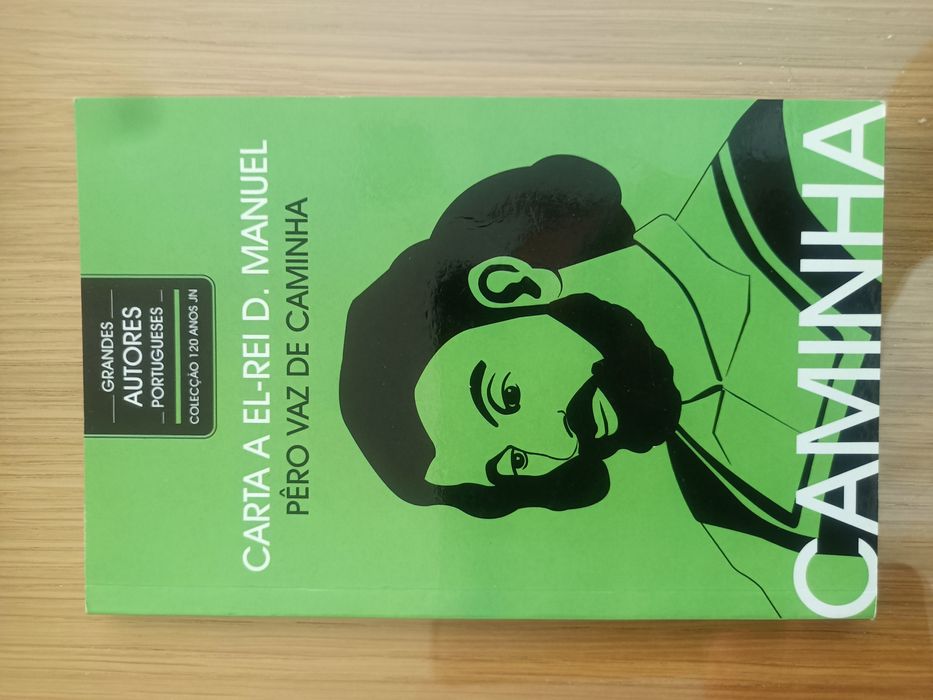 GRANDES
AUTORES
PORTUGUESES
COLECÇÃO 120 ANOS JN
CARTA A EL-REI D. MANUEL
PÊRO VAZ DE CAMINHA
CAMINHA